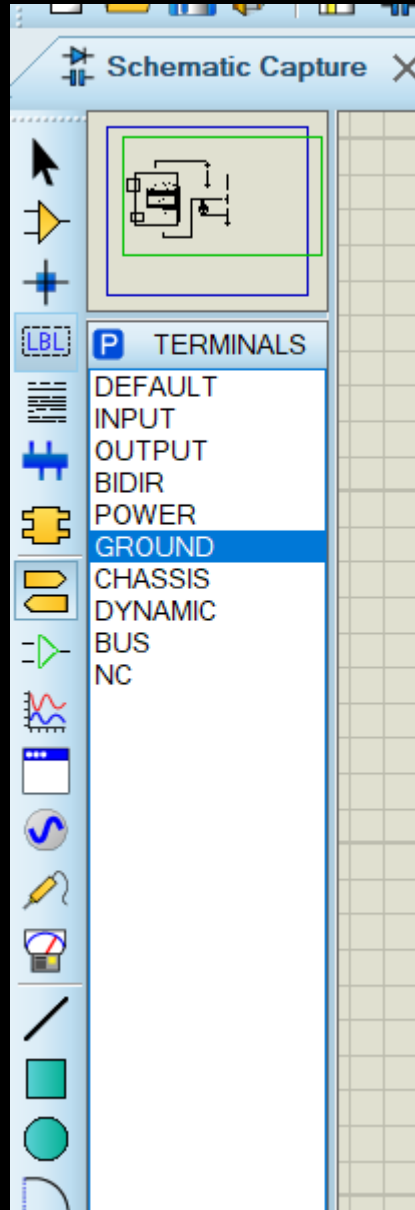 Schematic Capture
LBL
P TERMINALS
DEFAULT
INPUT
OUTPUT
BIDIR
POWER
GROUND
CHASSIS
DYNAMIC
BUS
NC